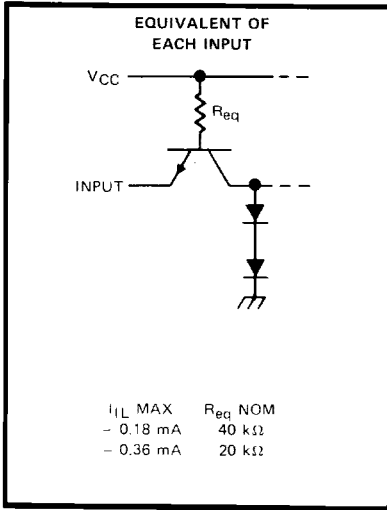 EQUIVALENT OF
EACH INPUT
VCC
Req
INPUT
IIL MAX Req NOM
– 0.18 mA 40 kΩ
– 0.36 mA 20 kΩ